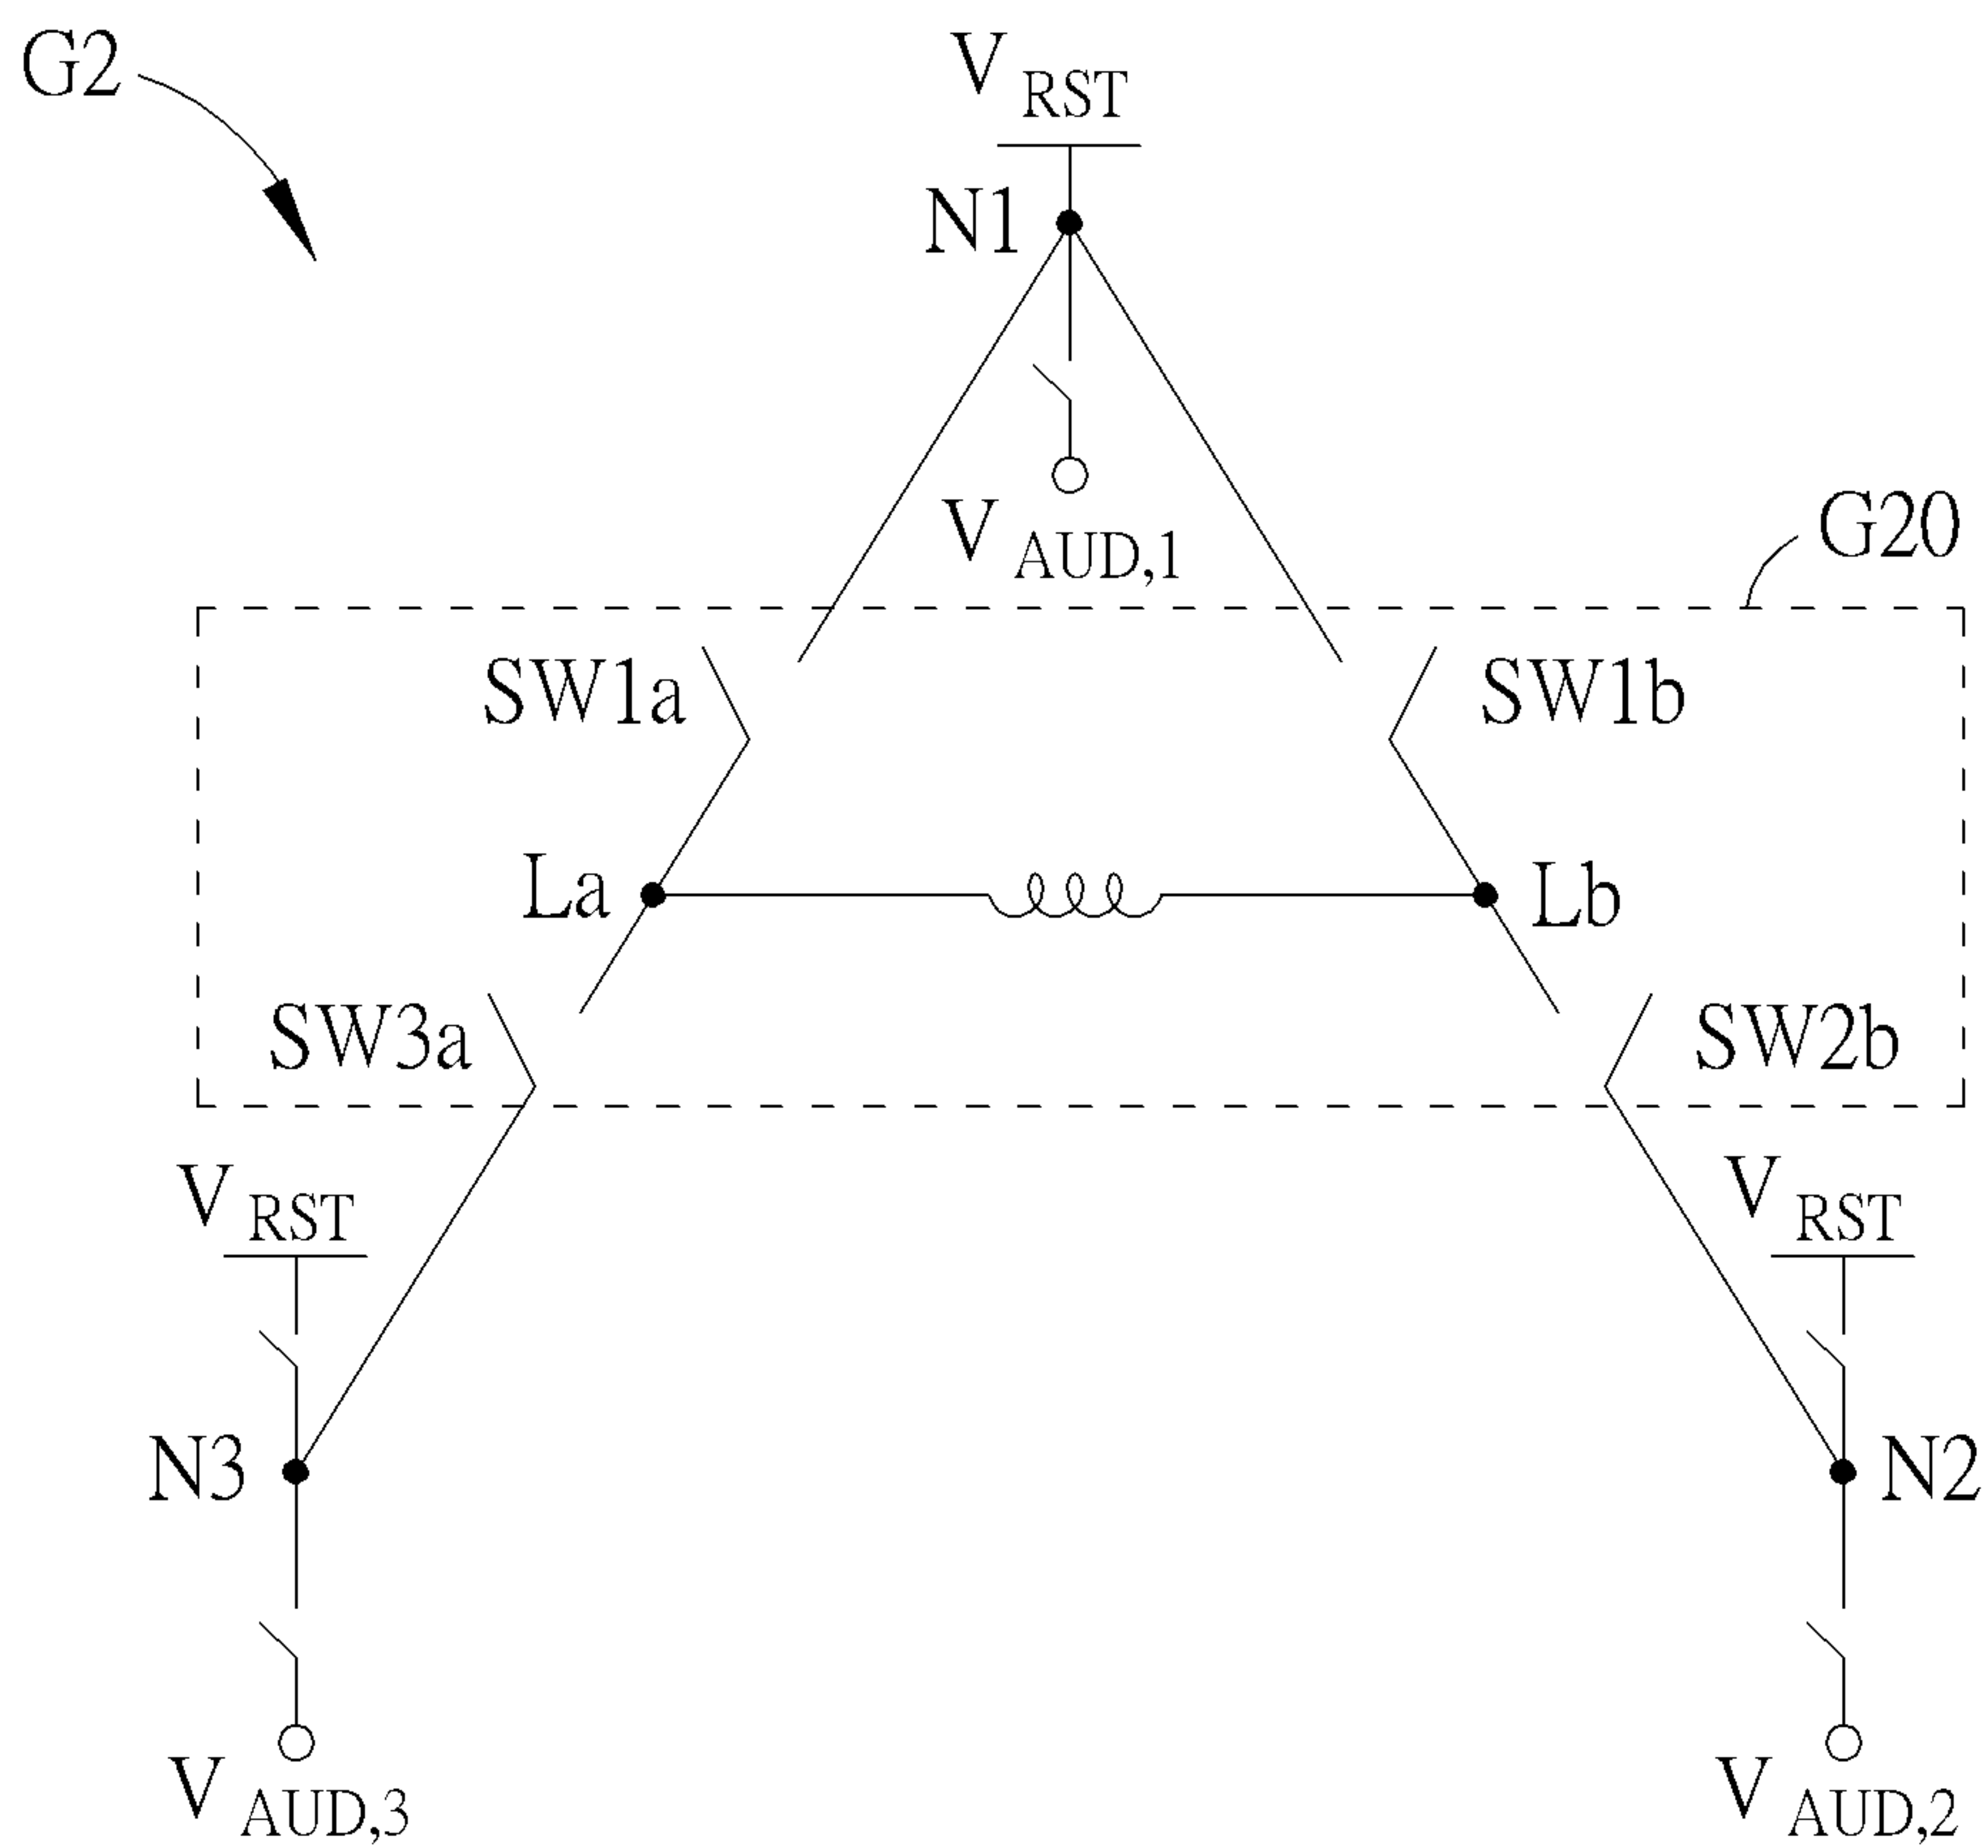 G2
V RST
N1
V AUD,1
G20
SW1a
SW1b
La
Lb
SW3a
SW2b
V RST
V RST
N3
N2
V AUD,3
V AUD,2